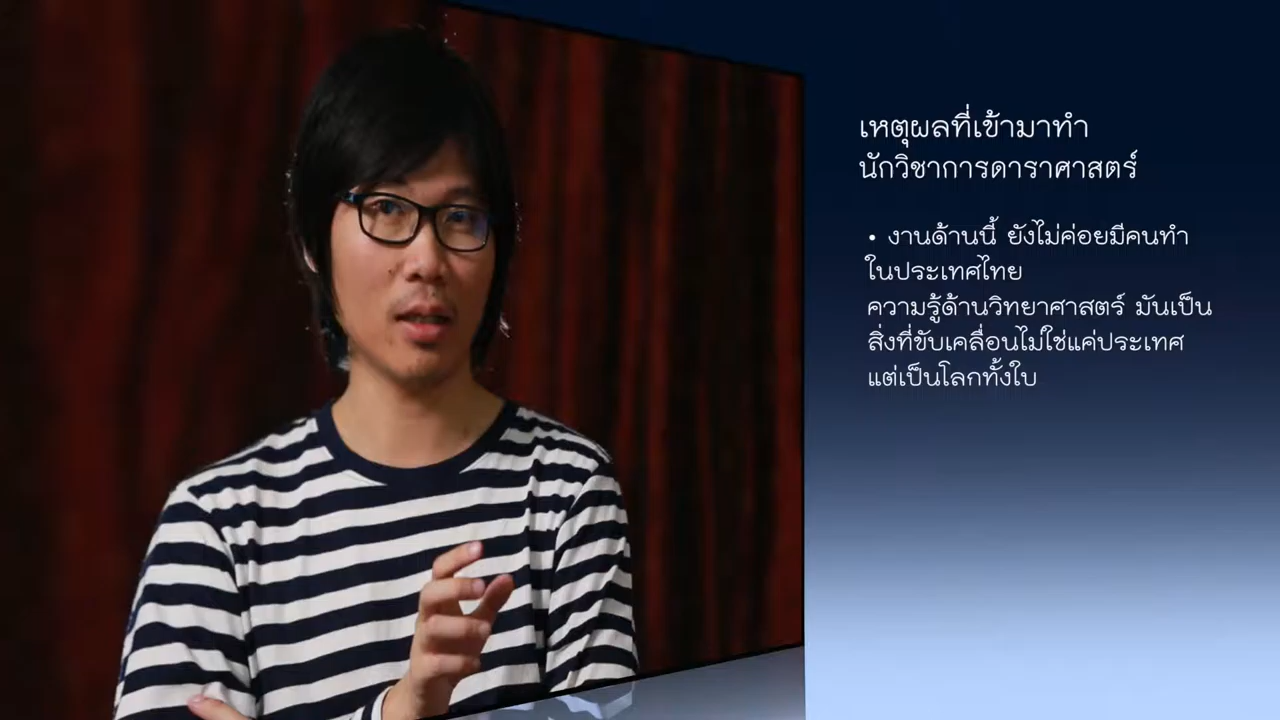 เหตุผลที่เข้ามาทำ
นักวิชาการดาราศาสตร์
• งานด้านนี้ ยังไม่ค่อยมีคนทำ
ในประเทศไทย
ความรู้ด้านวิทยาศาสตร์ มันเป็น
สิ่งที่ขับเคลื่อนไม่ใช่แค่ประเทศ
แต่เป็นโลกทั้งใบ